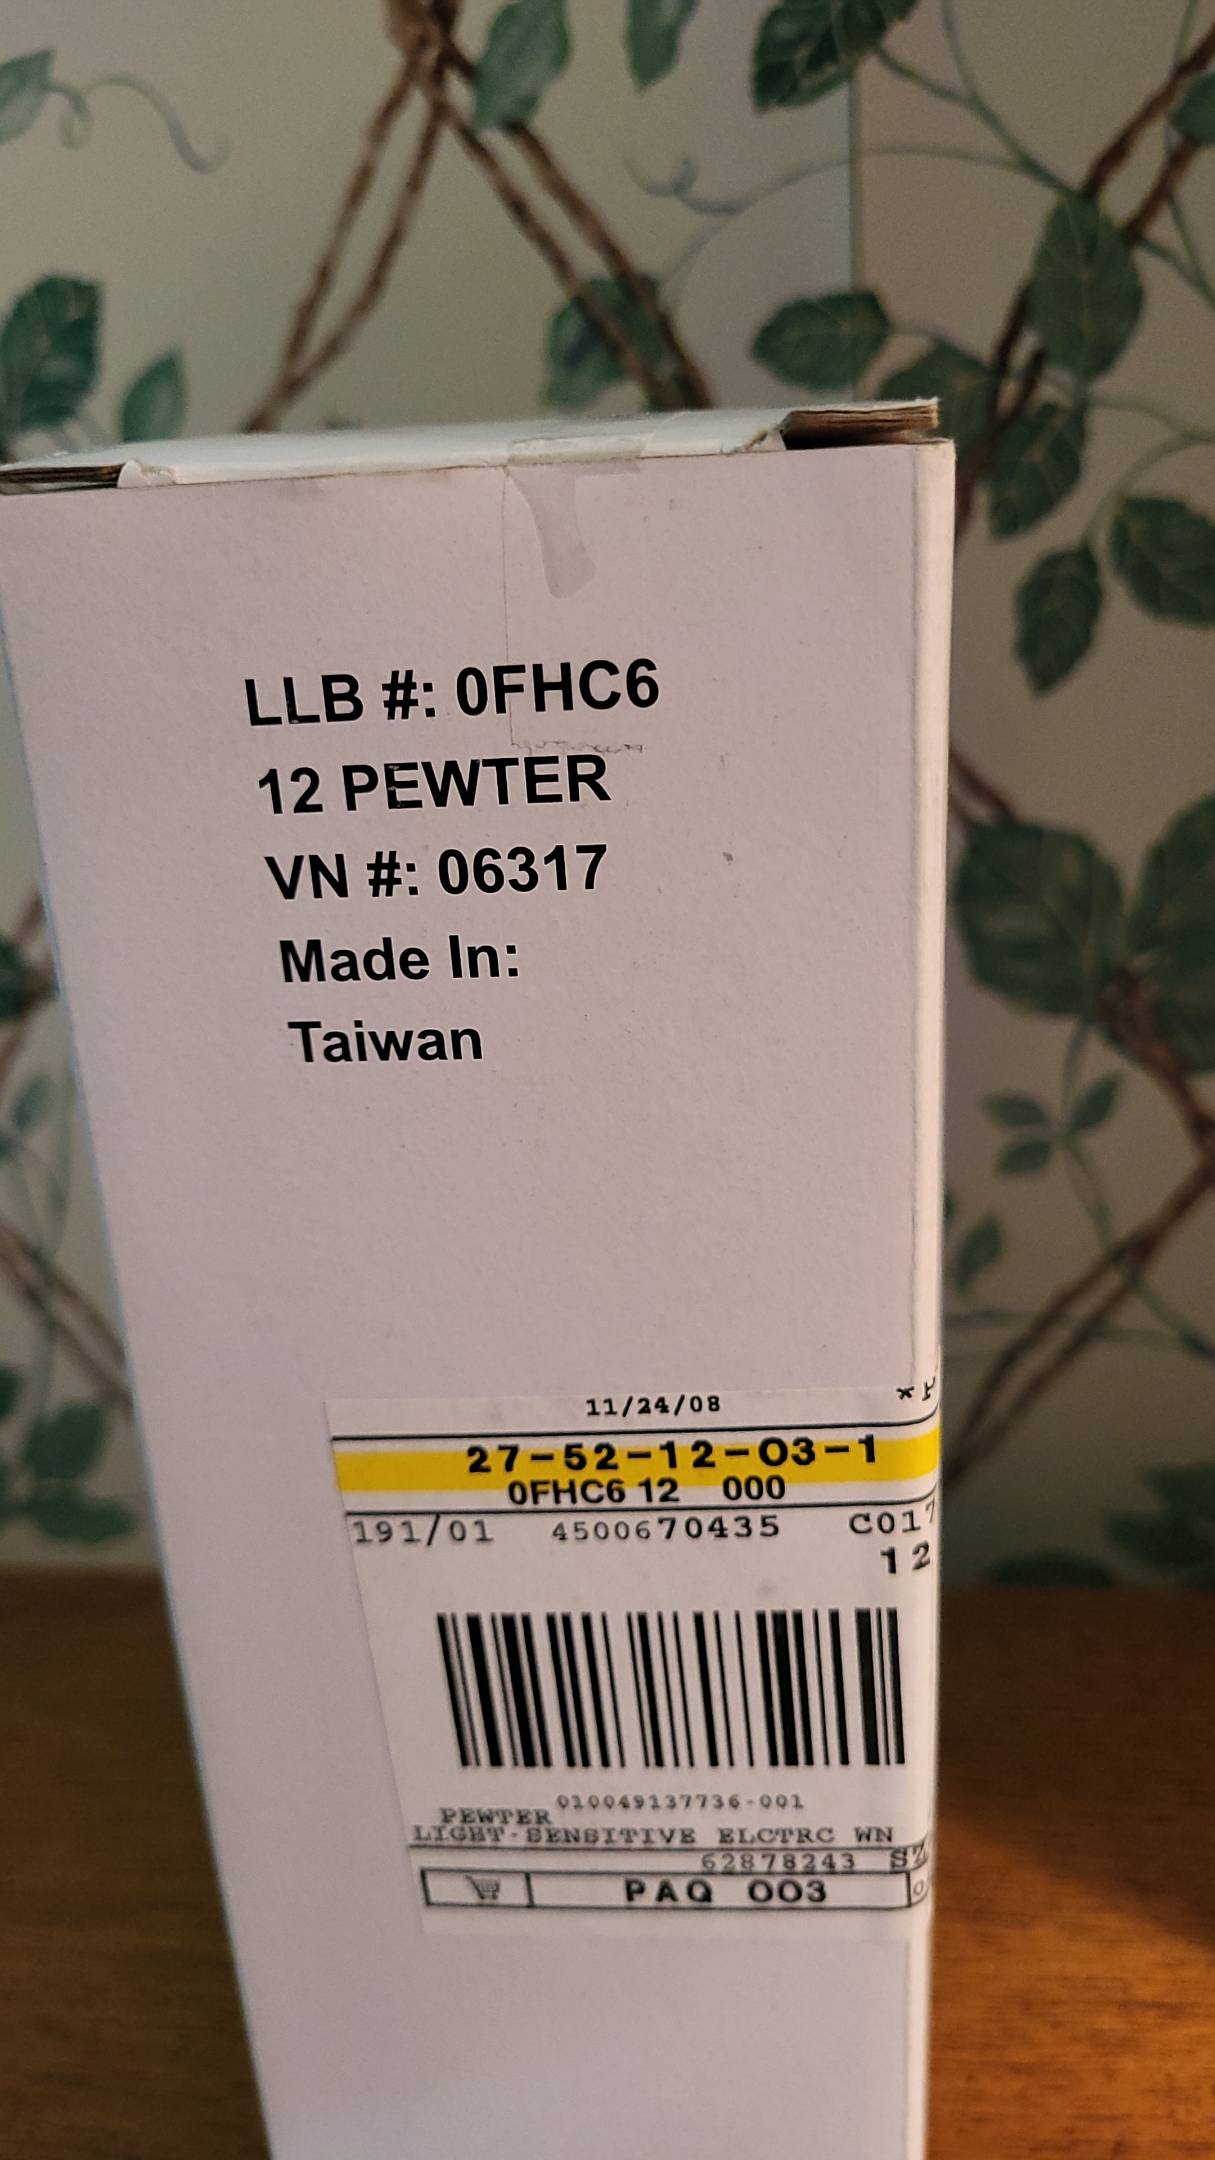 LLB #: 0FHC6
12 PEWTER
VN #: 06317
Made In:
Taiwan
11/24/08
27-52-12-03-1
0FHC6 12 000
191/01 4500670435 C017
12
010049137736-001
PEWTER
LIGHT-SENSITIVE ELCTRC WN
62878243 SZ
PAQ 003